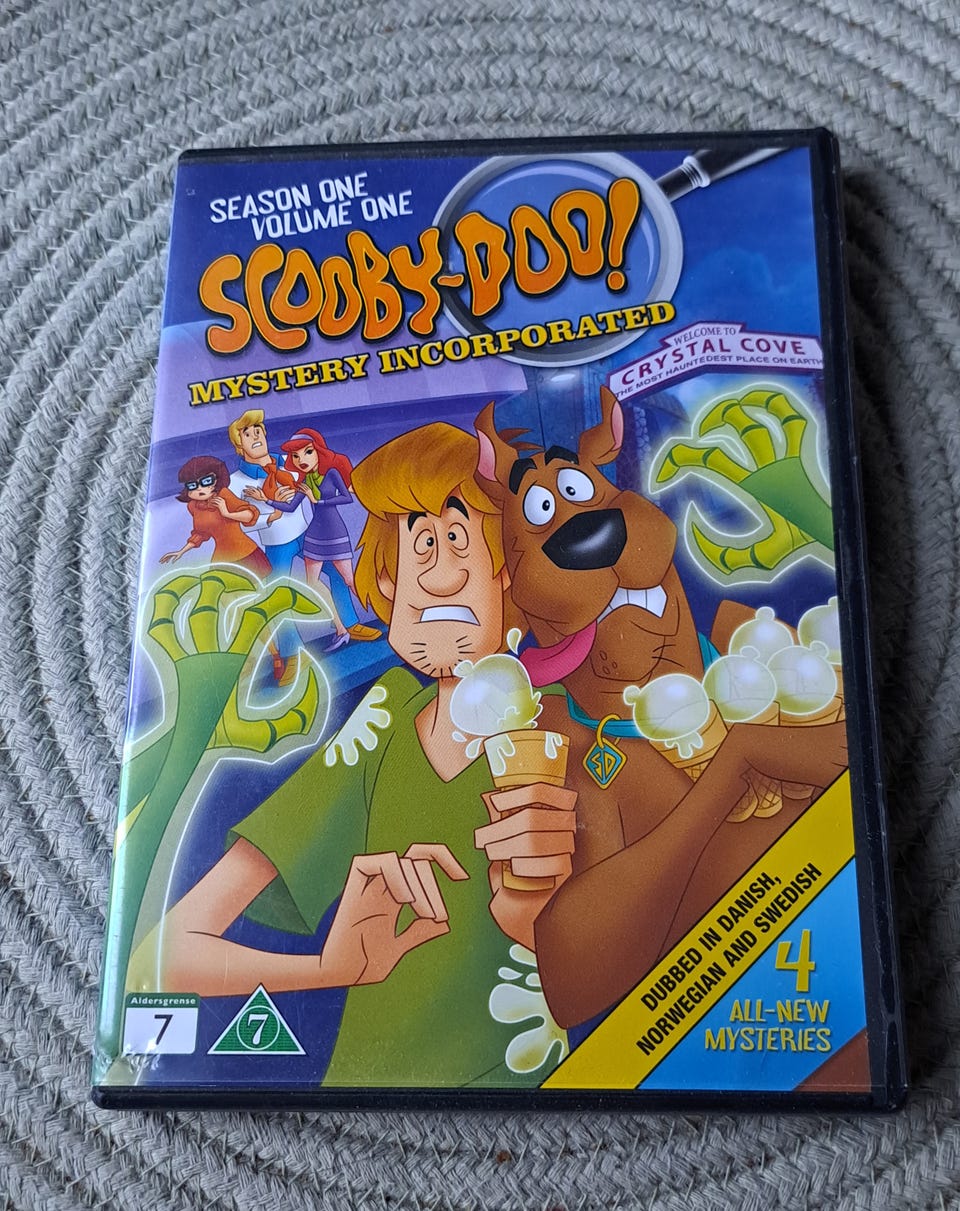 SEASON ONE
VOLUME ONE
SCOOBY-DOO!
MYSTERY INCORPORATED
WELCOME TO
CRYSTAL COVE
THE MOST HAUNTEDEST PLACE ON EARTH
SD
DUBBED IN DANISH,
NORWEGIAN AND SWEDISH
4
ALL-NEW
MYSTERIES
Aldersgrense
7
7